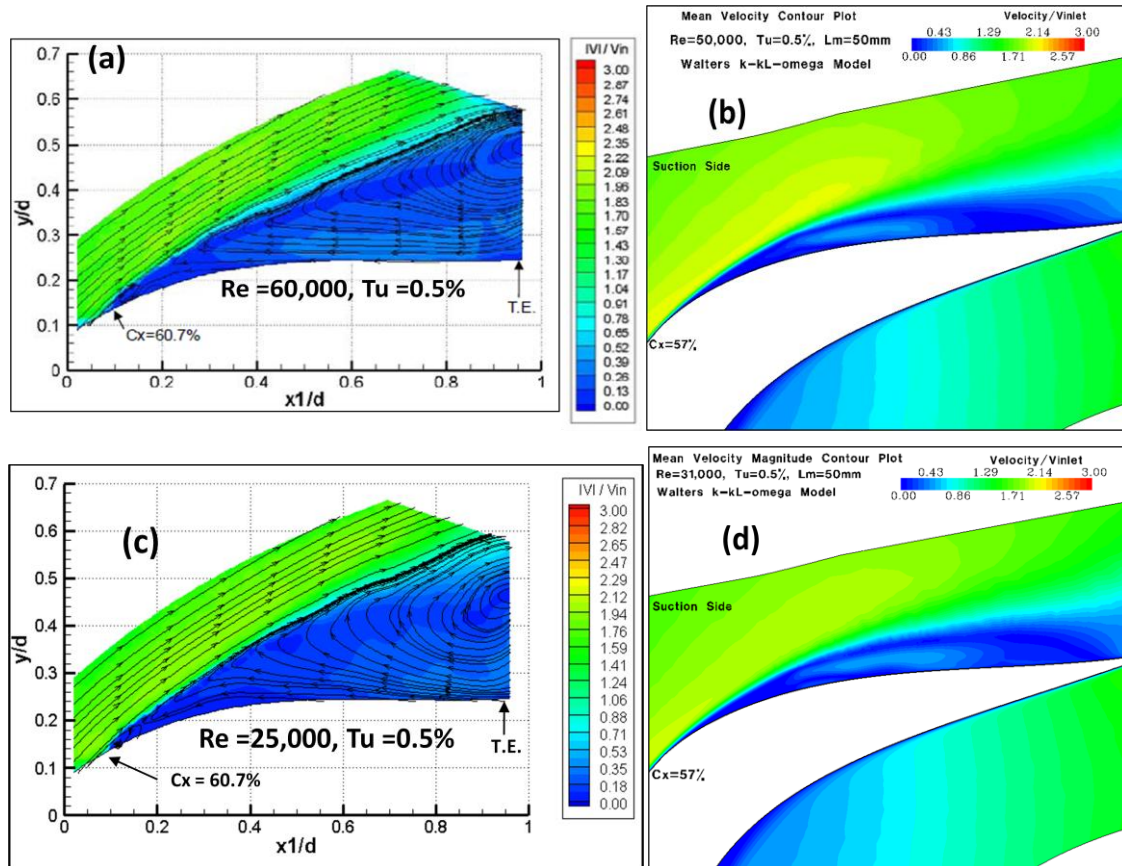 (a)
0.7
0.6
0.5
0.4
0.3
0.2
0.1
0
y/d
0 0.2 0.4 0.6 0.8 1
x1/d
Re =60,000, Tu =0.5%
Cx=60.7%
T.E.
IVI / Vin
3.00
2.87
2.74
2.61
2.48
2.35
2.22
2.09
1.96
1.83
1.70
1.57
1.43
1.30
1.17
1.04
0.91
0.78
0.65
0.52
0.39
0.26
0.13
0.00
Mean Velocity Contour Plot
Re=50,000, Tu=0.5%, Lm=50mm
Walters k-kL-omega Model
Velocity/Vinlet
0.43 1.29 2.14 3.00
0.00 0.86 1.71 2.57
(b)
Suction Side
Cx=57%
(c)
0.7
0.6
0.5
0.4
0.3
0.2
0.1
0
y/d
0 0.2 0.4 0.6 0.8 1
x1/d
Re =25,000, Tu =0.5%
Cx = 60.7%
T.E.
IVI / Vin
3.00
2.82
2.65
2.47
2.29
2.12
1.94
1.76
1.59
1.41
1.23
1.06
0.88
0.71
0.53
0.35
0.18
0.00
Mean Velocity Magnitude Contour Plot
Re=31,000, Tu=0.5%, Lm=50mm
Walters k-kL-omega Model
Velocity/Vinlet
0.43 1.29 2.14 3.00
0.00 0.86 1.71 2.57
(d)
Suction Side
Cx=57%